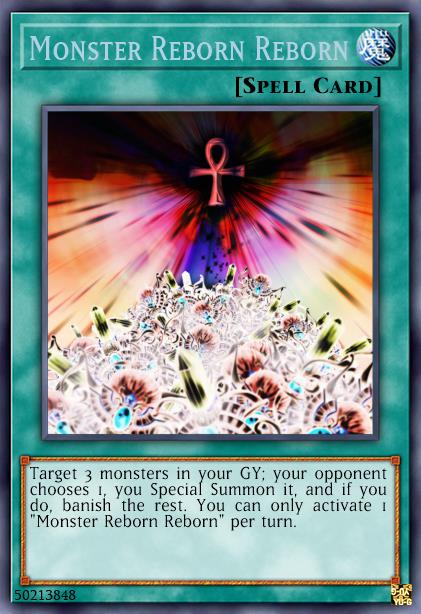 Monster Reborn Reborn
魔
[Spell Card]
Target 3 monsters in your GY; your opponent
chooses 1, you Special Summon it, and if you
do, banish the rest. You can only activate 1
"Monster Reborn Reborn" per turn.
50213848